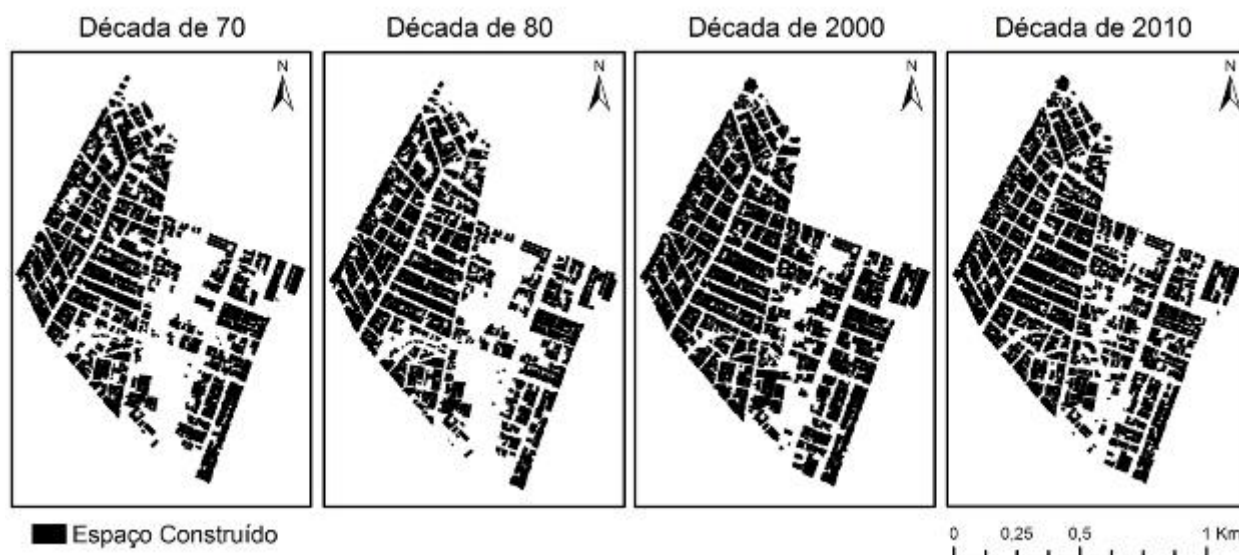 Década de 70
Década de 80
Década de 2000
Década de 2010
N
N
N
N
Espaço Construído
0 0,25 0,5 1 Km